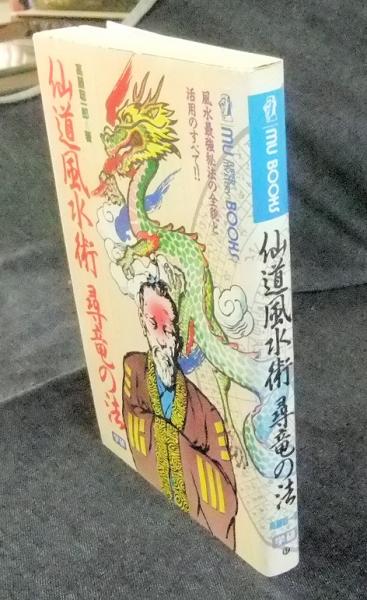 高藤聡一郎・著
仙道風水術 尋竜の法
学研
風水最強秘法の全貌と
活用のすべて!!
MU
BOOKS
MU BOOKS
仙道風水術 尋竜の法
学研